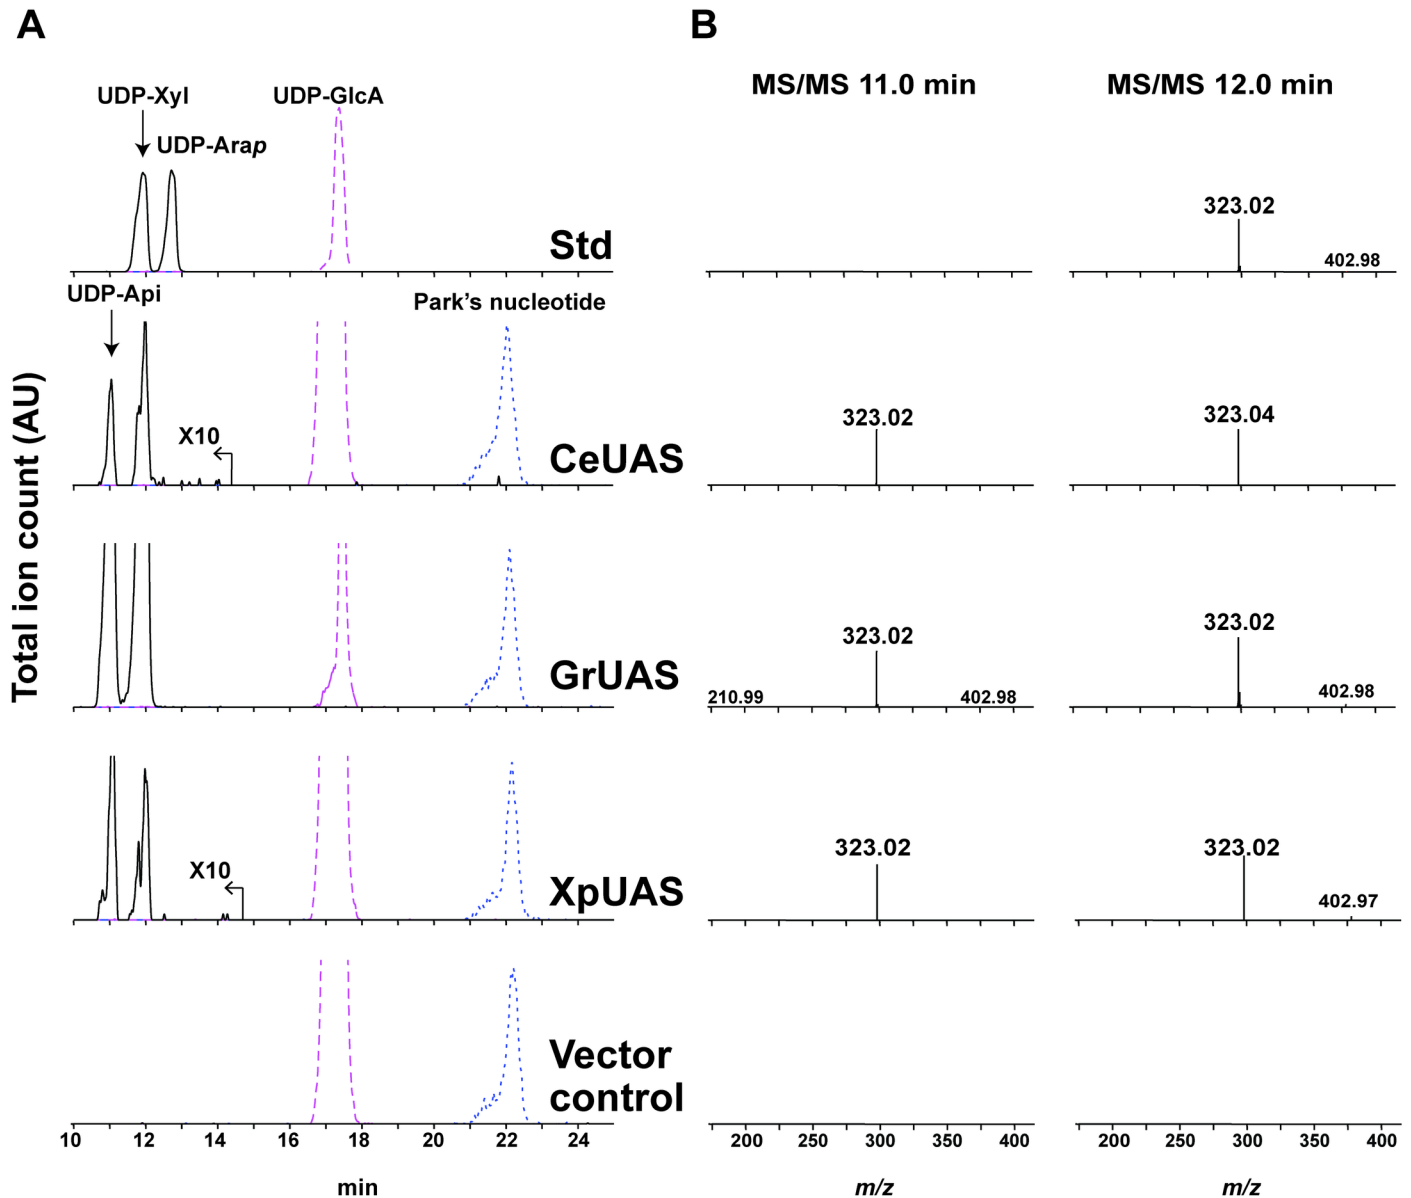 A
B
MS/MS 11.0 min
MS/MS 12.0 min
UDP-Xyl
UDP-GlcA
UDP-Arap
323.02
402.98
Std
UDP-Api
Park’s nucleotide
X10
CeUAS
323.02
323.04
Total ion count (AU)
GrUAS
210.99
323.02
402.98
323.02
402.98
X10
XpUAS
323.02
323.02
402.97
Vector
control
10 12 14 16 18 20 22 24
200 250 300 350 400
200 250 300 350 400
min
m/z
m/z